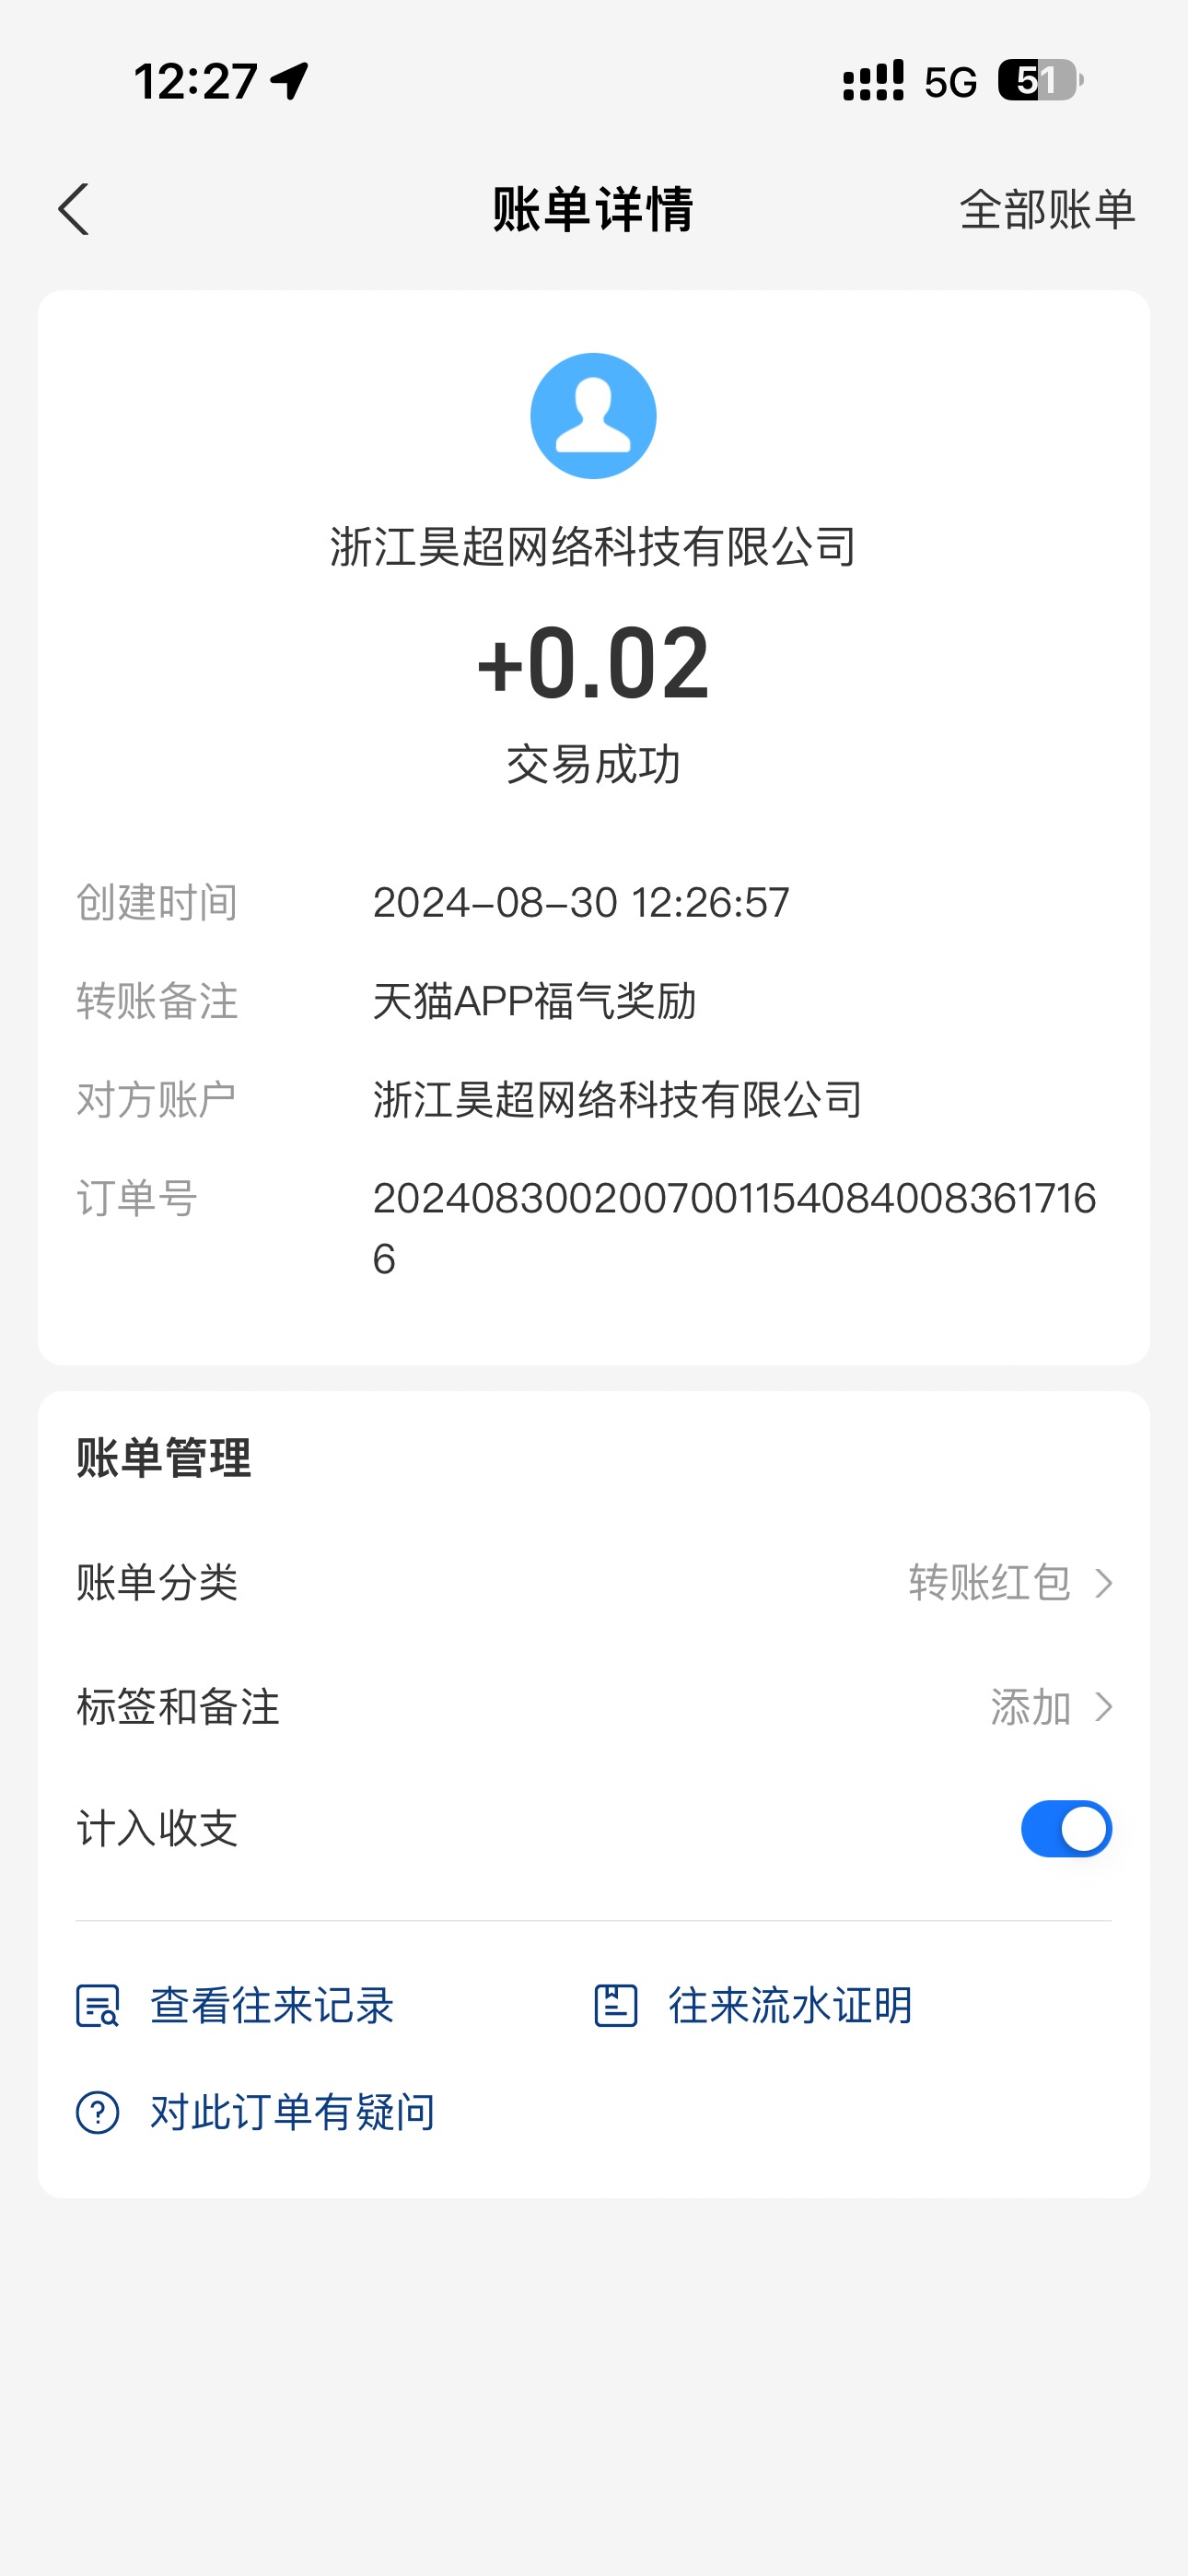 12:27 5G 51
账单详情 全部账单
浙江昊超网络科技有限公司
+0.02
交易成功
创建时间 2024-08-30 12:26:57
转账备注 天猫APP福气奖励
对方账户 浙江昊超网络科技有限公司
订单号 2024083002007001154084008361716
6
账单管理
账单分类 转账红包
标签和备注 添加
计入收支
查看往来记录 往来流水证明
对此订单有疑问